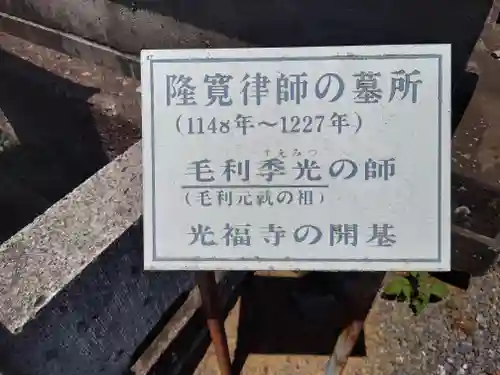 隆寛律師の墓所
(1148年〜1227年)
すえみつ
毛利季光の師
(毛利元就の祖)
光福寺の開基